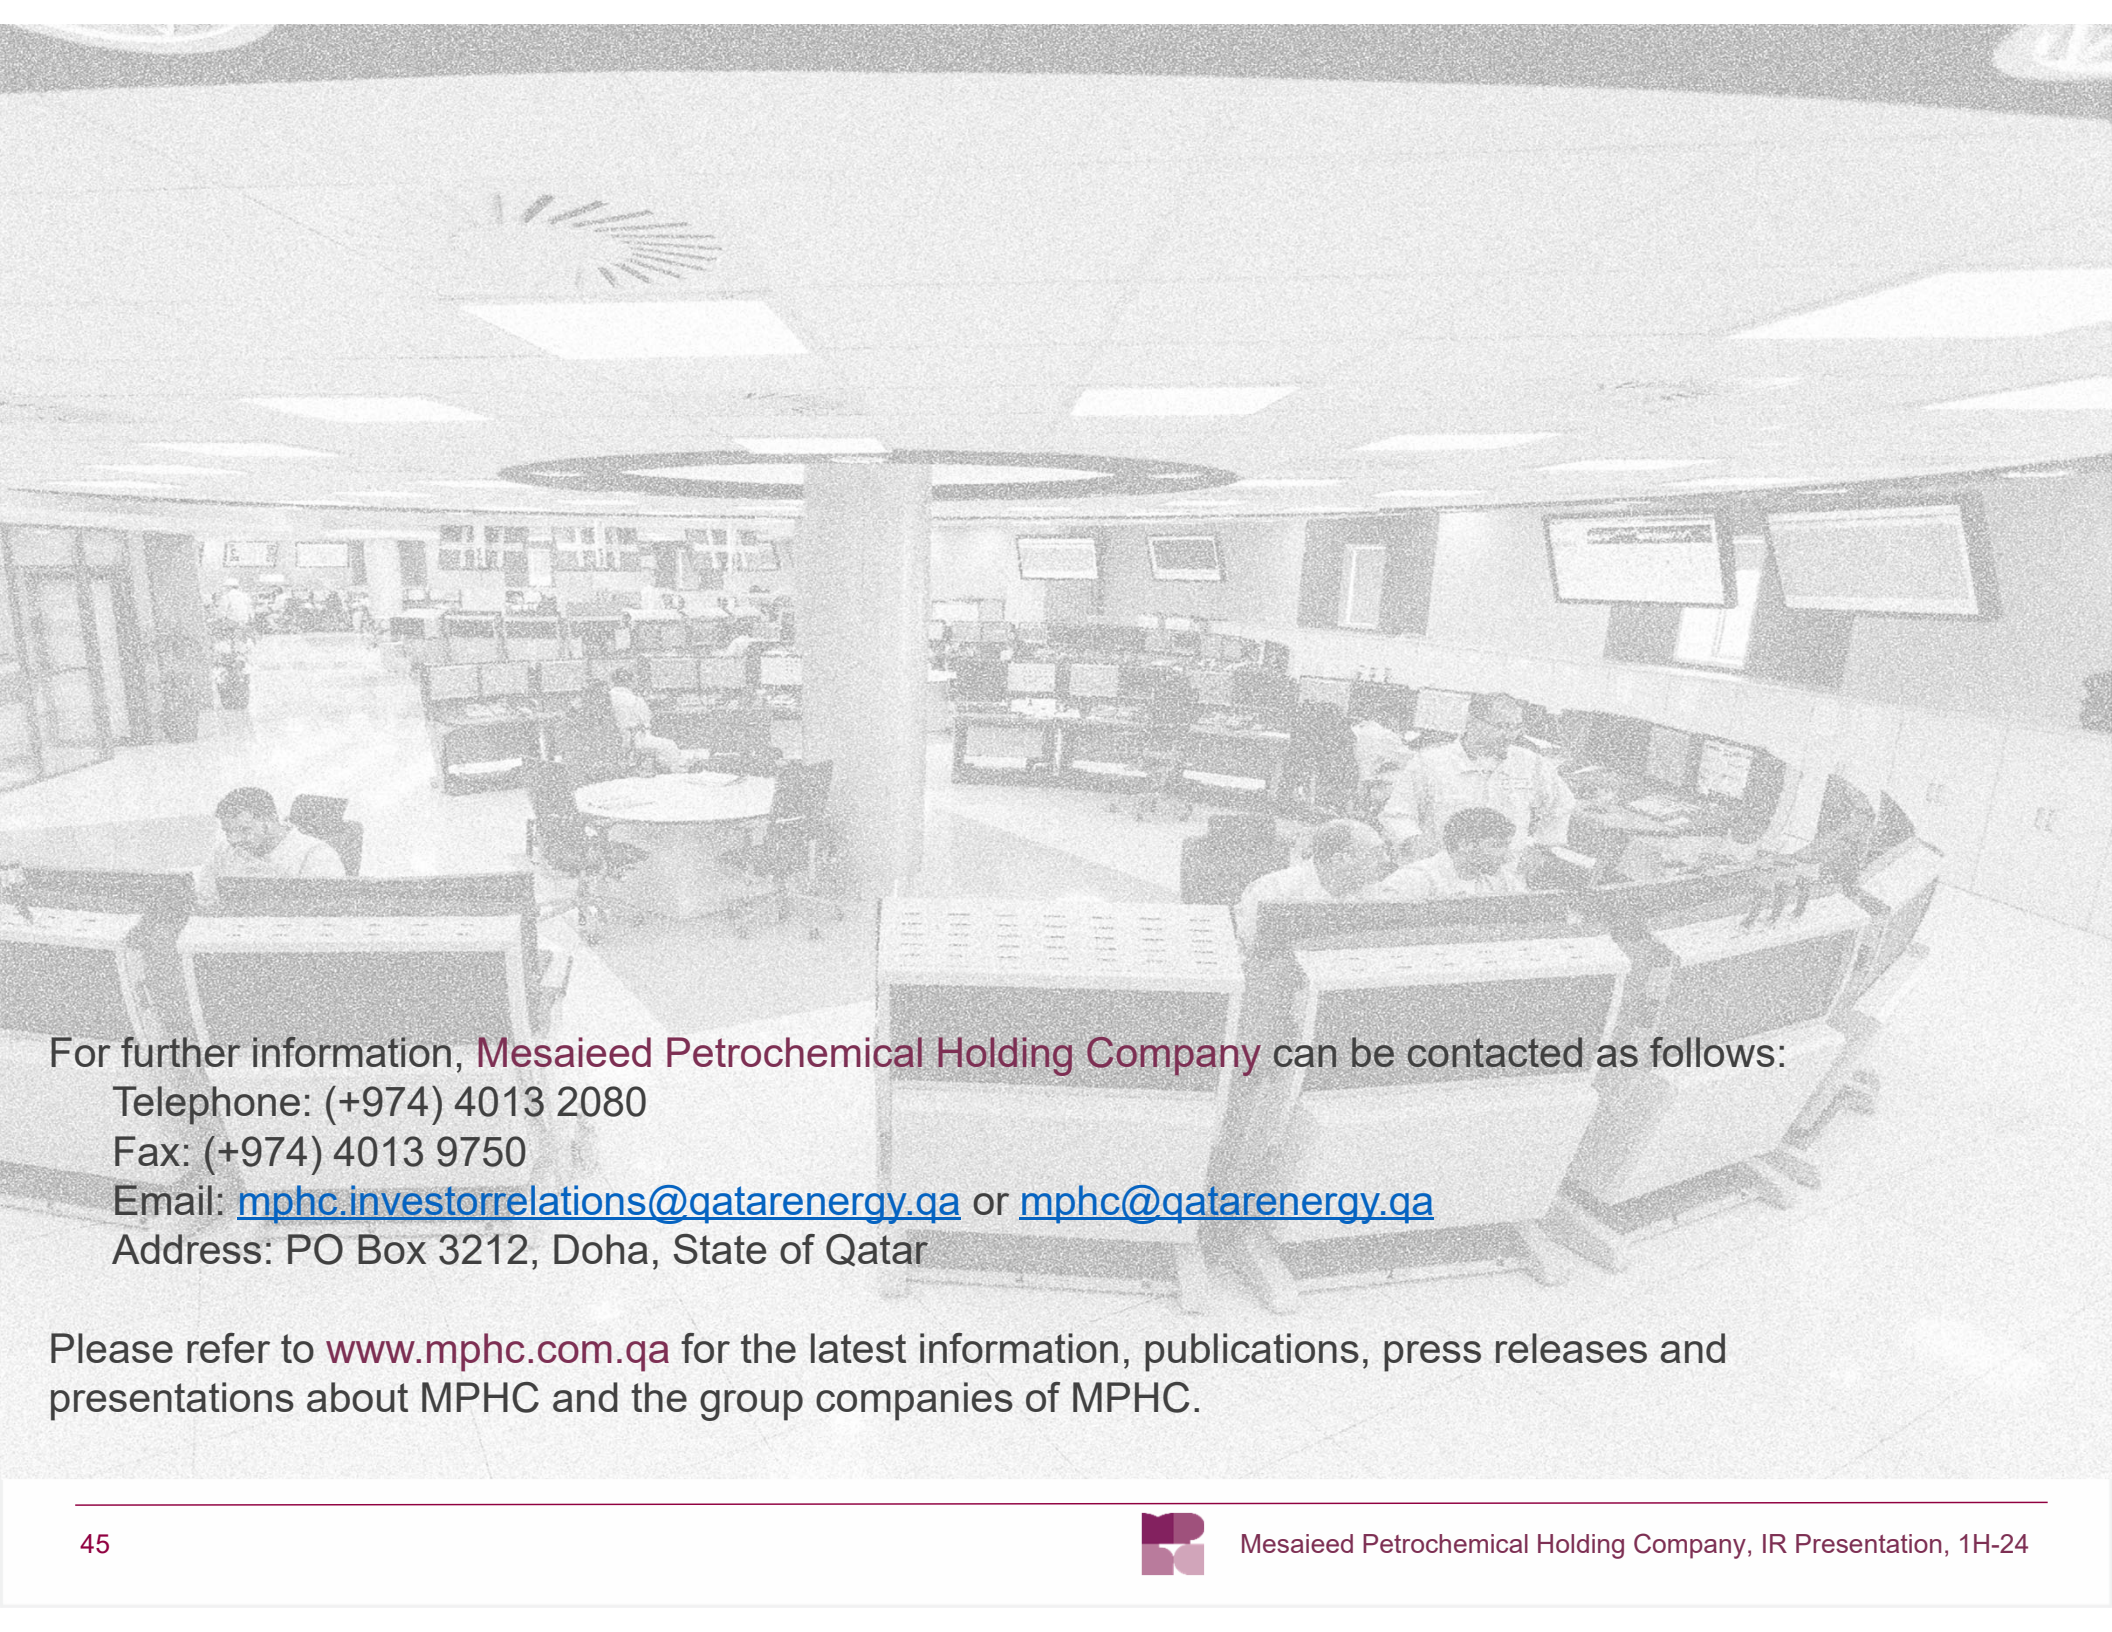 For further information, Mesaieed Petrochemical Holding Company can be contacted as follows:
Telephone: (+974) 4013 2080
Fax: (+974) 4013 9750
Email: mphc.investorrelations@qatarenergy.qa or mphc@qatarenergy.qa
Address: PO Box 3212, Doha, State of Qatar
Please refer to www.mphc.com.qa for the latest information, publications, press releases and
presentations about MPHC and the group companies of MPHC.
45
Mesaieed Petrochemical Holding Company, IR Presentation, 1H-24